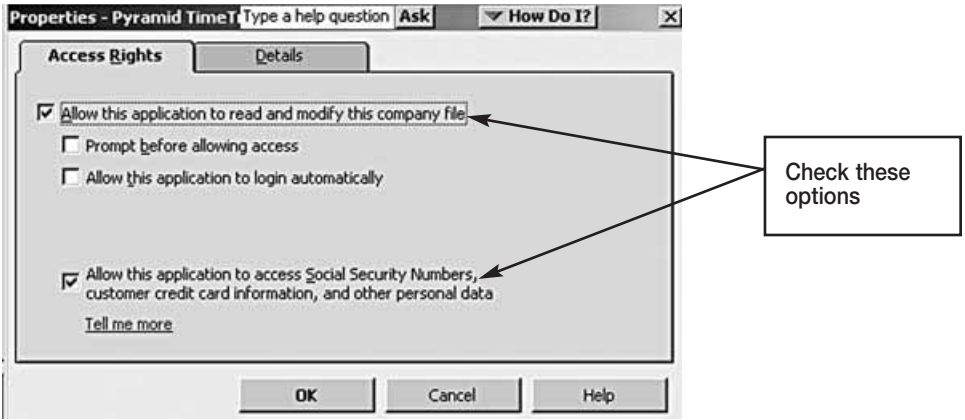 Properties - Pyramid TimeT Type a help question Ask How Do I?
Access Rights Details
Allow this application to read and modify this company file
Prompt before allowing access
Allow this application to login automatically
Check these
options
Allow this application to access Social Security Numbers,
customer credit card information, and other personal data
Tell me more
OK Cancel Help